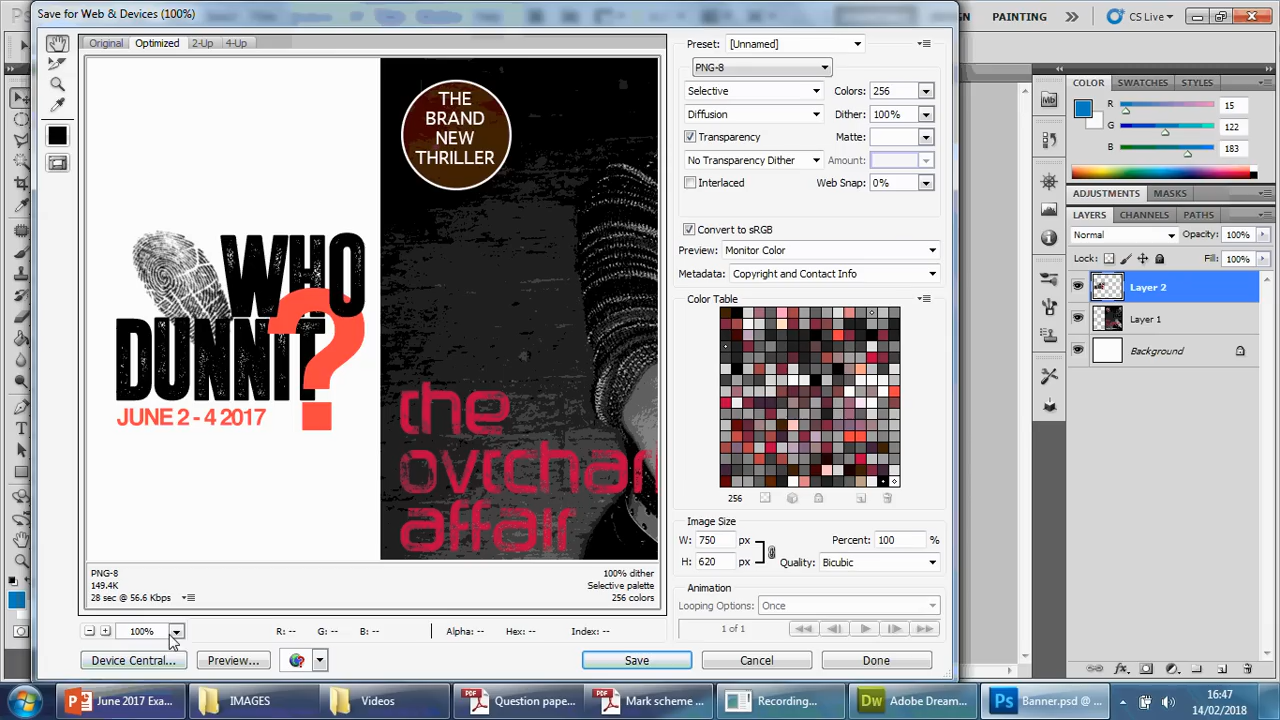 Save for Web & Devices (100%)
PAINTING
CS Live
Original
Optimized
2-Up
4-Up
THE
BRAND
NEW
THRILLER
WHO
DUNNIT?
JUNE 2 - 4 2017
the
ovtchar
affair
PNG-8
149.4K
28 sec @ 56.6 Kbps
100% dither
Selective palette
256 colors
100%
R: --
G: --
B: --
Alpha: --
Hex: --
Index: --
Device Central...
Preview...
Save
Cancel
Done
Preset:
[Unnamed]
PNG-8
Selective
Colors: 256
Diffusion
Dither: 100%
Transparency
Matte:
No Transparency Dither
Amount:
Interlaced
Web Snap: 0%
Convert to sRGB
Preview: Monitor Color
Metadata: Copyright and Contact Info
Color Table
256
Image Size
W: 750 px
H: 620 px
Percent: 100 %
Quality: Bicubic
Animation
Looping Options: Once
1 of 1
COLOR
SWATCHES
STYLES
R 15
G 122
B 183
ADJUSTMENTS
MASKS
LAYERS
CHANNELS
PATHS
Normal
Opacity: 100%
Lock:
Fill: 100%
Layer 2
Layer 1
Background
June 2017 Exa...
IMAGES
Videos
Question pape...
Mark scheme ...
Recording...
Adobe Dream...
Banner.psd @ ...
16:47
14/02/2018